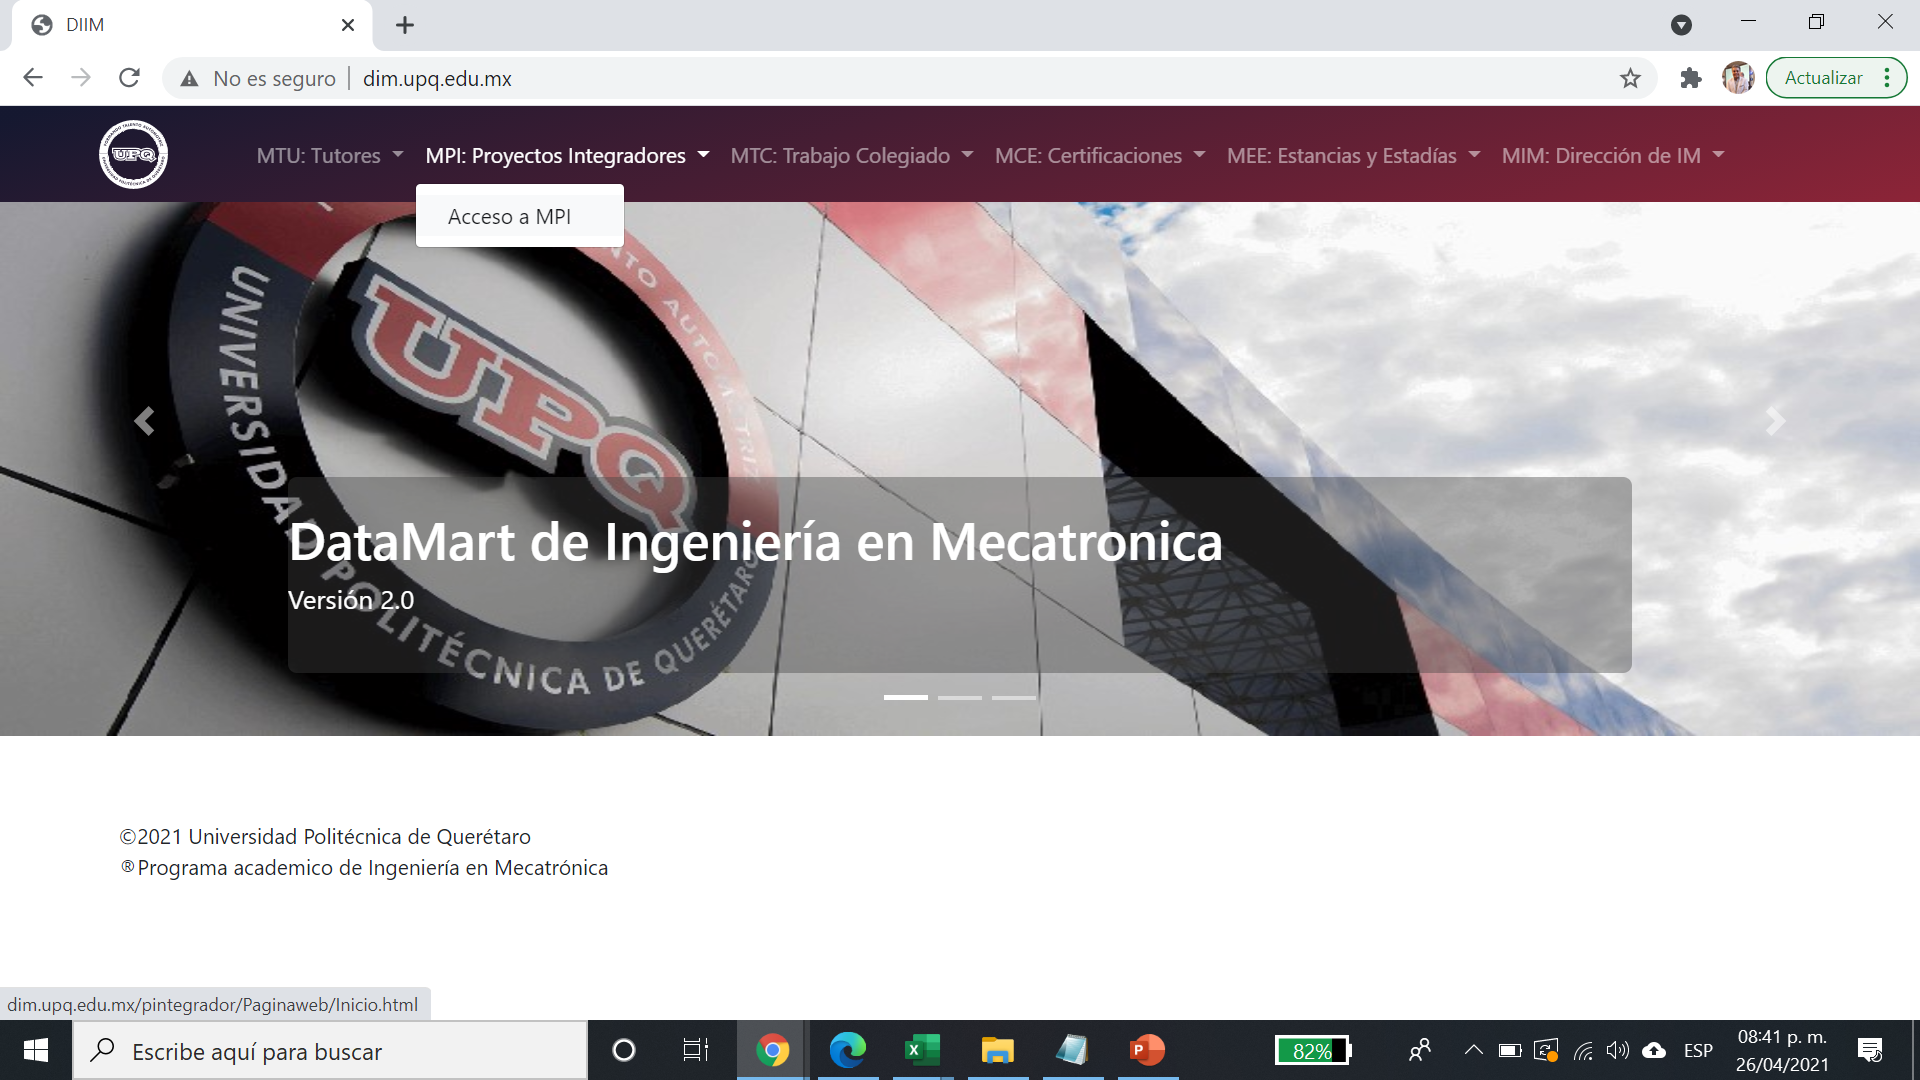 DIIM
No es seguro
dim.upq.edu.mx
Actualizar
UPQ
MTU: Tutores
MPI: Proyectos Integradores
MTC: Trabajo Colegiado
MCE: Certificaciones
MEE: Estancias y Estadías
MIM: Dirección de IM
Acceso a MPI
UPQ
UNIVERSIDAD POLITÉCNICA DE QUERÉTARO
DataMart de Ingeniería en Mecatronica
Versión 2.0
©2021 Universidad Politécnica de Querétaro
®Programa academico de Ingeniería en Mecatrónica
dim.upq.edu.mx/pintegrador/Paginaweb/Inicio.html
Escribe aquí para buscar
82%
ESP
08:41 p. m.
26/04/2021